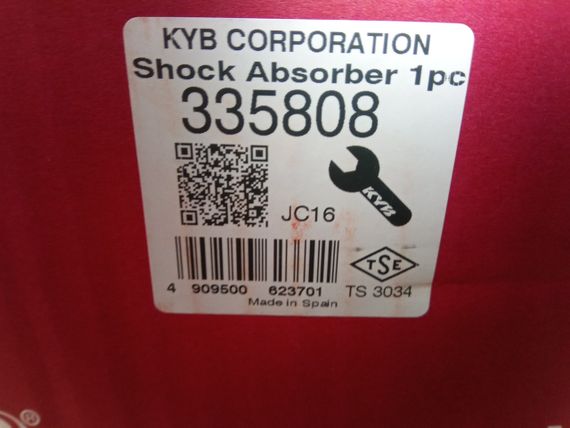 KYB CORPORATION
Shock Absorber 1pc
335808
KYB
JC16
TSE
4 909500 623701 TS 3034
Made in Spain
®